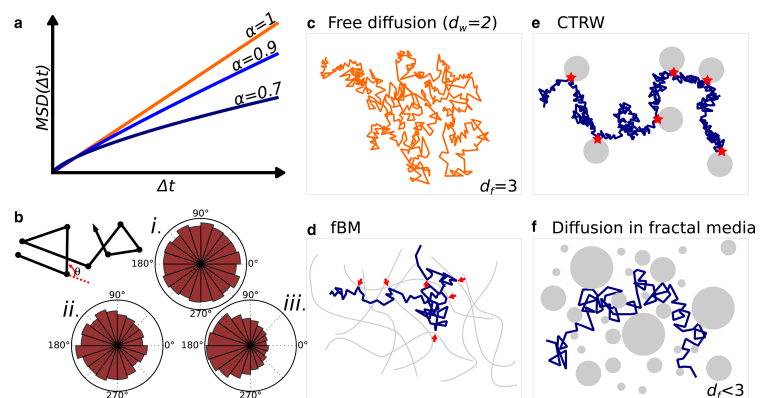 a
MSD(Δt)
α=1
α=0.9
α=0.7
Δt
b
θ
i.
90°
180°
0°
270°
ii.
90°
180°
0°
270°
iii.
90°
180°
0°
270°
c Free diffusion (d_w=2)
d_f=3
d fBM
e CTRW
f Diffusion in fractal media
d_f<3